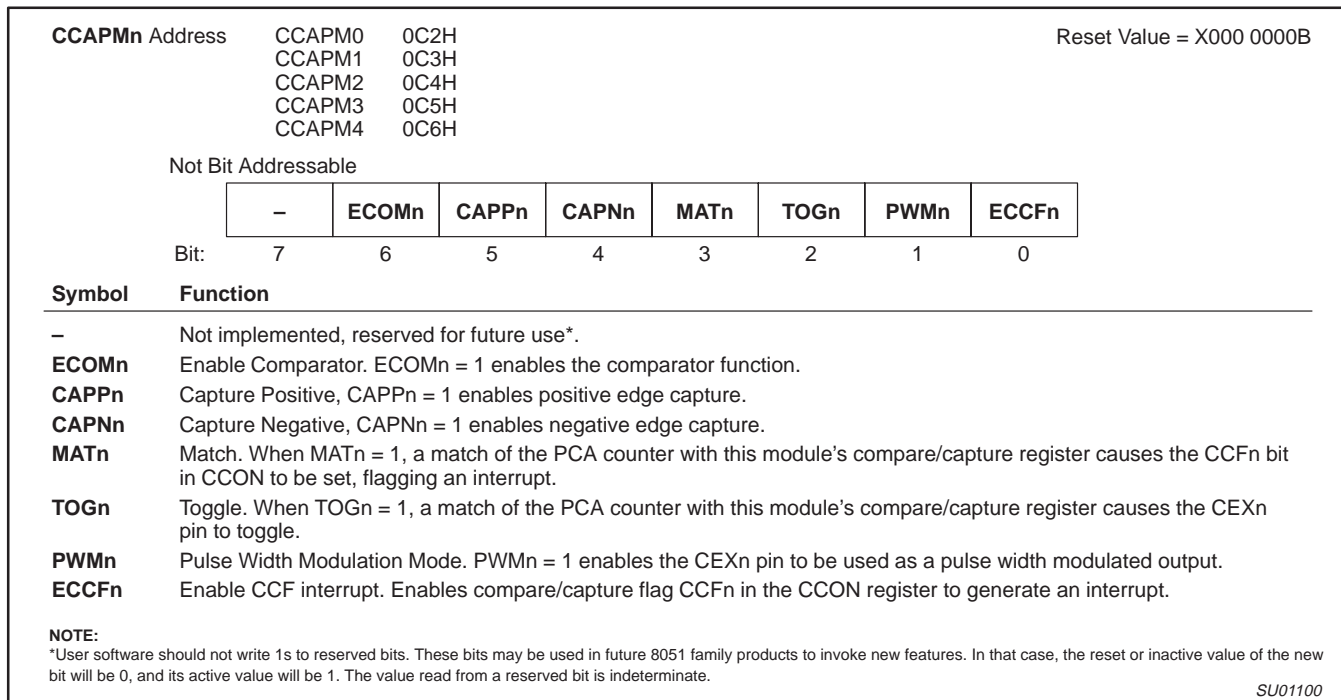 CCAPMn Address CCAPM0 0C2H Reset Value = X000 0000B
CCAPM1 0C3H
CCAPM2 0C4H
CCAPM3 0C5H
CCAPM4 0C6H
Not Bit Addressable
– ECOMn CAPPn CAPNn MATn TOGn PWMn ECCFn
Bit: 7 6 5 4 3 2 1 0
Symbol Function
– Not implemented, reserved for future use*.
ECOMn Enable Comparator. ECOMn = 1 enables the comparator function.
CAPPn Capture Positive, CAPPn = 1 enables positive edge capture.
CAPNn Capture Negative, CAPNn = 1 enables negative edge capture.
MATn Match. When MATn = 1, a match of the PCA counter with this module’s compare/capture register causes the CCFn bit
in CCON to be set, flagging an interrupt.
TOGn Toggle. When TOGn = 1, a match of the PCA counter with this module’s compare/capture register causes the CEXn
pin to toggle.
PWMn Pulse Width Modulation Mode. PWMn = 1 enables the CEXn pin to be used as a pulse width modulated output.
ECCFn Enable CCF interrupt. Enables compare/capture flag CCFn in the CCON register to generate an interrupt.
NOTE:
*User software should not write 1s to reserved bits. These bits may be used in future 8051 family products to invoke new features. In that case, the reset or inactive value of the new
bit will be 0, and its active value will be 1. The value read from a reserved bit is indeterminate.
SU01100